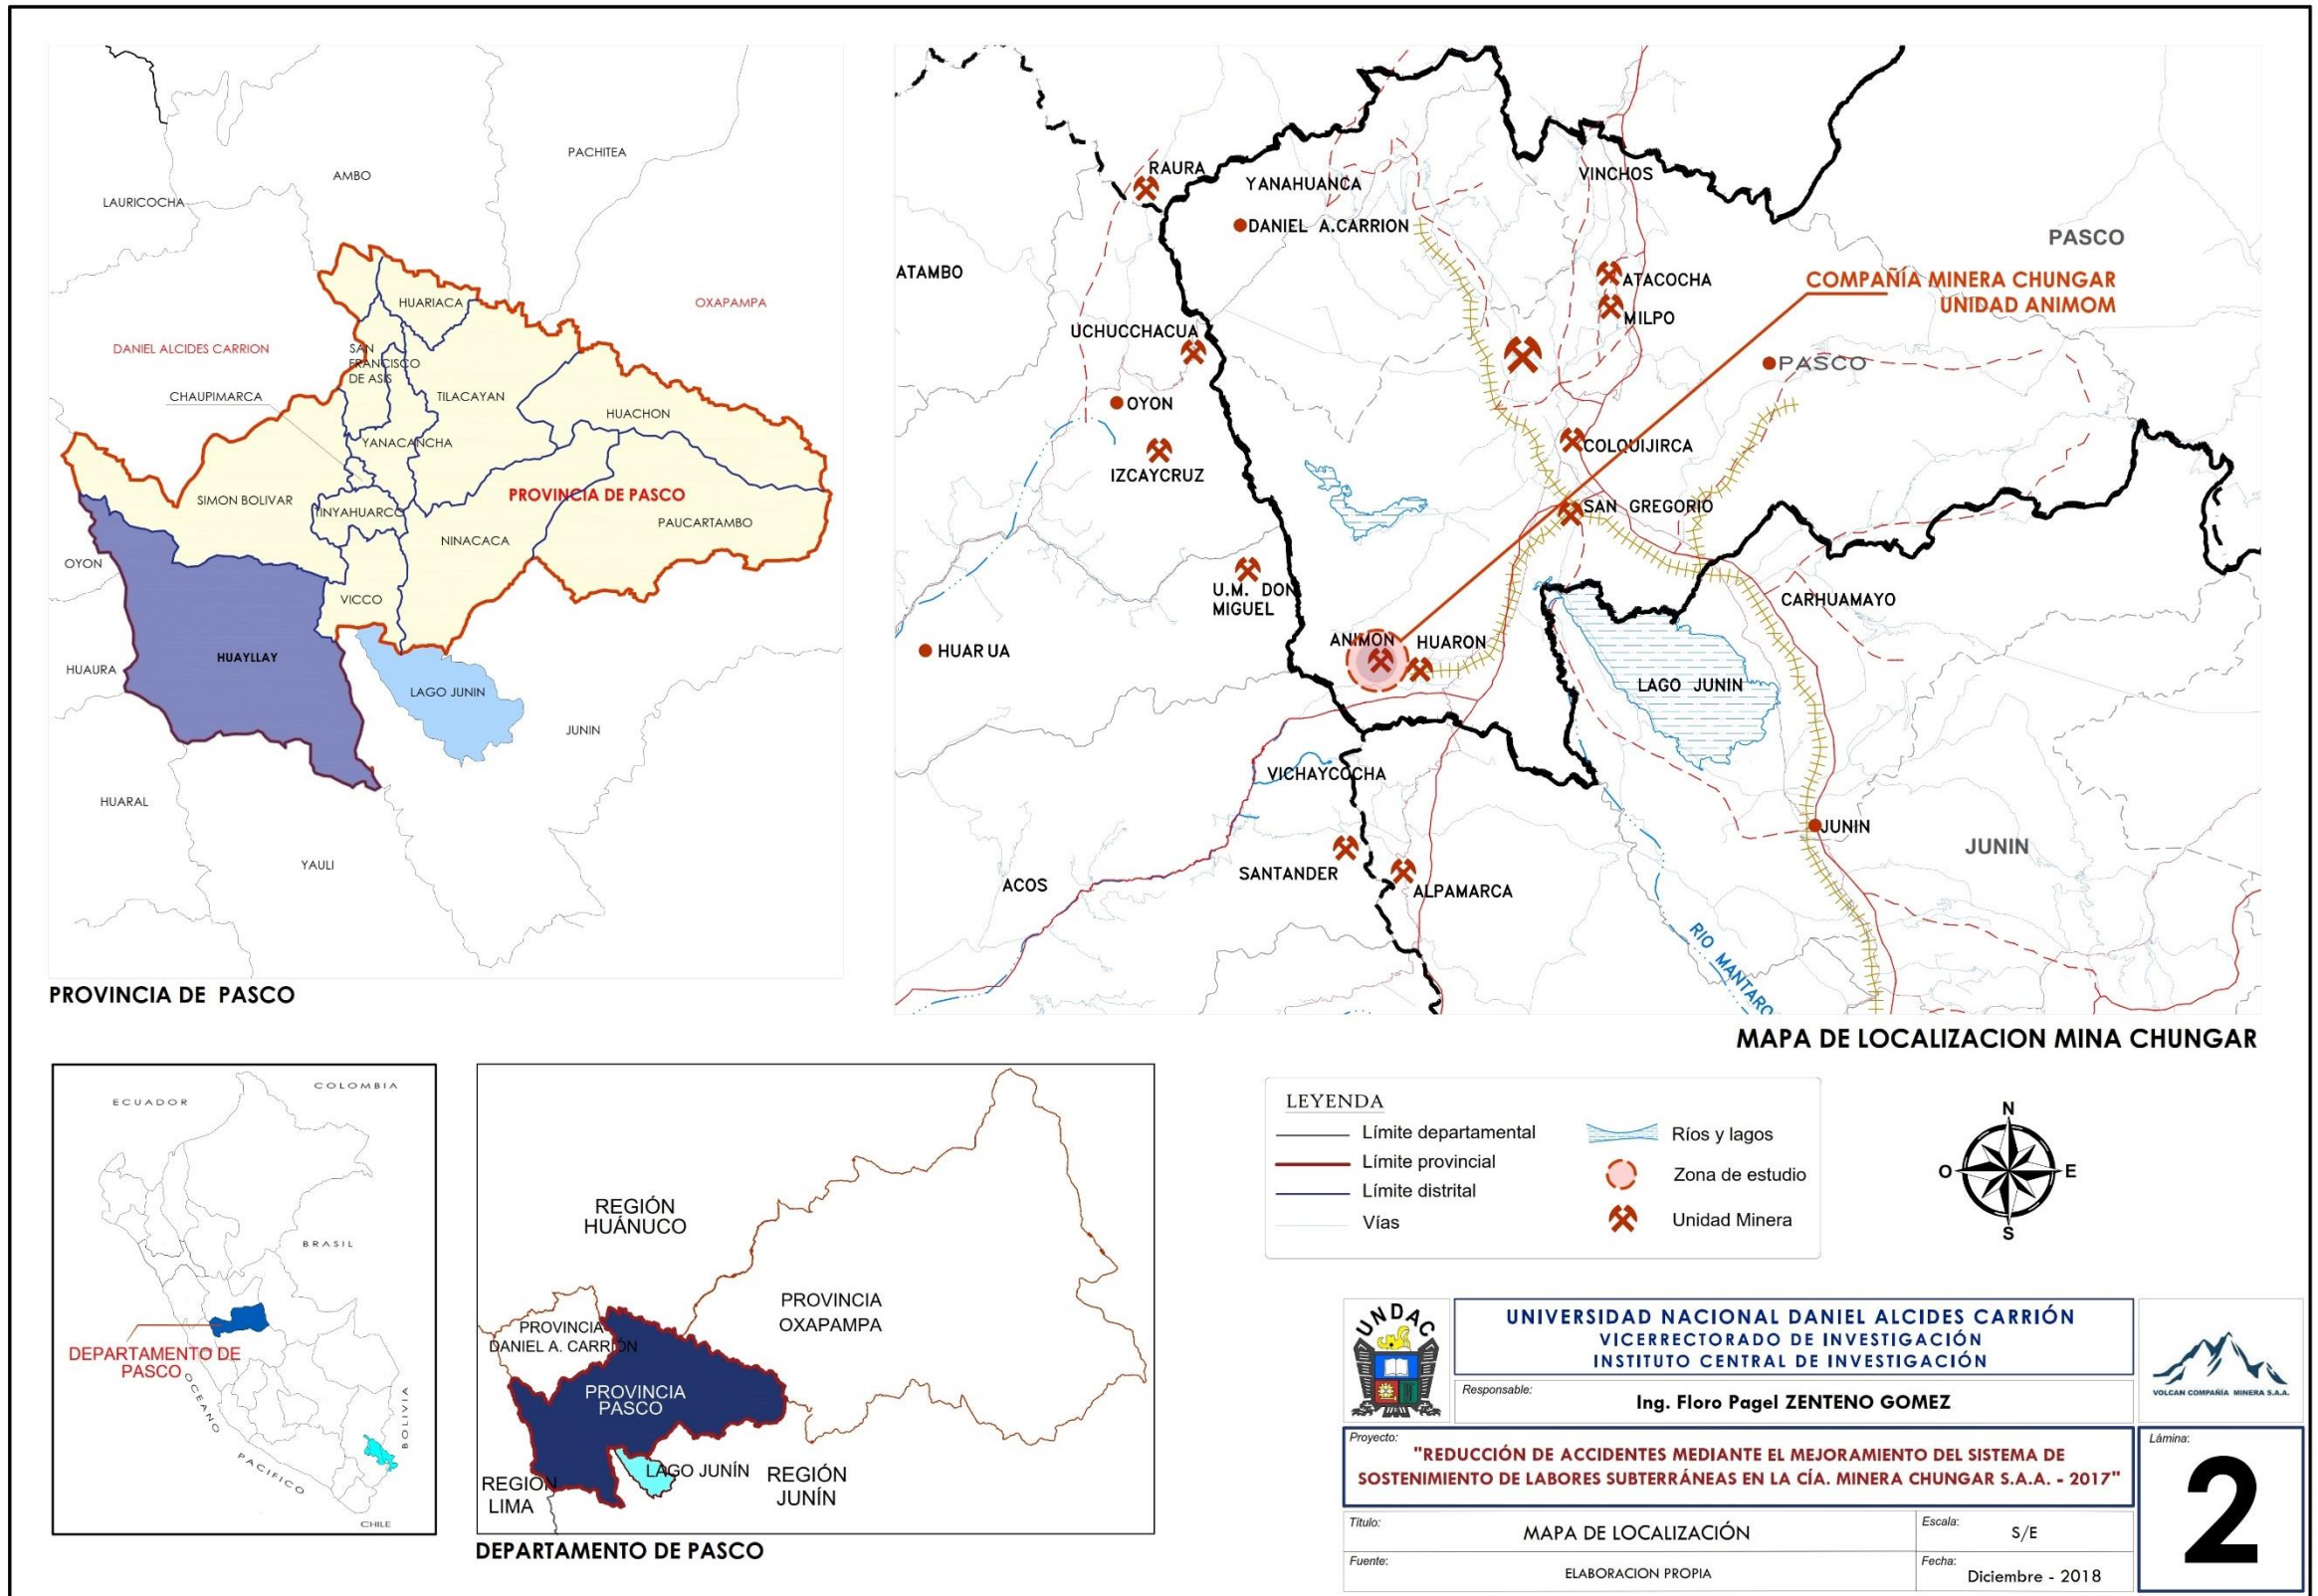 LAURICOCHA
AMBO
PACHITEA
OXAPAMPA
DANIEL ALCIDES CARRION
HUARIACA
SAN
FRANCISCO
DE ASIS
CHAUPIMARCA
TILACAYAN
HUACHON
YANACANCHA
SIMON BOLIVAR
TINYAHUARCO
PROVINCIA DE PASCO
PAUCARTAMBO
NINACACA
OYON
VICCO
HUAURA
HUAYLLAY
LAGO JUNIN
JUNIN
HUARAL
YAULI
PROVINCIA DE PASCO
RAURA
YANAHUANCA
VINCHOS
DANIEL A.CARRION
PASCO
ATAMBO
ATACOCHA
COMPAÑÍA MINERA CHUNGAR
UNIDAD ANIMOM
MILPO
UCHUCCHACUA
PASCO
OYON
COLQUIJIRCA
IZCAYCRUZ
SAN GREGORIO
U.M. DON
MIGUEL
CARHUAMAYO
ANIMON
HUARON
HUAR UA
LAGO JUNIN
VICHAYCOCHA
JUNIN
JUNIN
SANTANDER
ACOS
ALPAMARCA
RIO MANTARO
MAPA DE LOCALIZACION MINA CHUNGAR
ECUADOR
COLOMBIA
BRASIL
DEPARTAMENTO DE
PASCO
OCEANO PACIFICO
BOLIVIA
CHILE
REGIÓN
HUÁNUCO
PROVINCIA
OXAPAMPA
PROVINCIA
DANIEL A. CARRIÓN
PROVINCIA
PASCO
LAGO JUNÍN
REGIÓN
JUNÍN
REGION
LIMA
DEPARTAMENTO DE PASCO
LEYENDA
Límite departamental
Límite provincial
Límite distrital
Vías
Ríos y lagos
Zona de estudio
Unidad Minera
N
O
E
S
UNDAC
UNIVERSIDAD NACIONAL DANIEL ALCIDES CARRIÓN
VICERRECTORADO DE INVESTIGACIÓN
INSTITUTO CENTRAL DE INVESTIGACIÓN
Responsable:
Ing. Floro Pagel ZENTENO GOMEZ
VOLCAN COMPAÑÍA MINERA S.A.A.
Proyecto:
"REDUCCIÓN DE ACCIDENTES MEDIANTE EL MEJORAMIENTO DEL SISTEMA DE
SOSTENIMIENTO DE LABORES SUBTERRÁNEAS EN LA CÍA. MINERA CHUNGAR S.A.A. - 2017"
Lámina:
2
Título:
MAPA DE LOCALIZACIÓN
Escala:
S/E
Fuente:
ELABORACION PROPIA
Fecha:
Diciembre - 2018